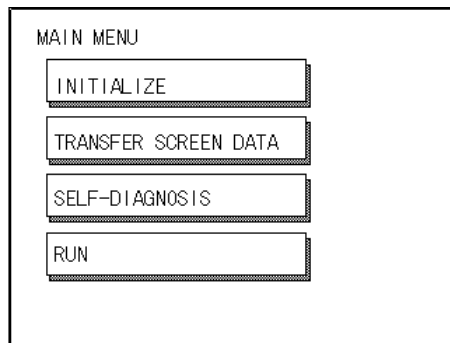 MAIN MENU
INITIALIZE
TRANSFER SCREEN DATA
SELF-DIAGNOSIS
RUN